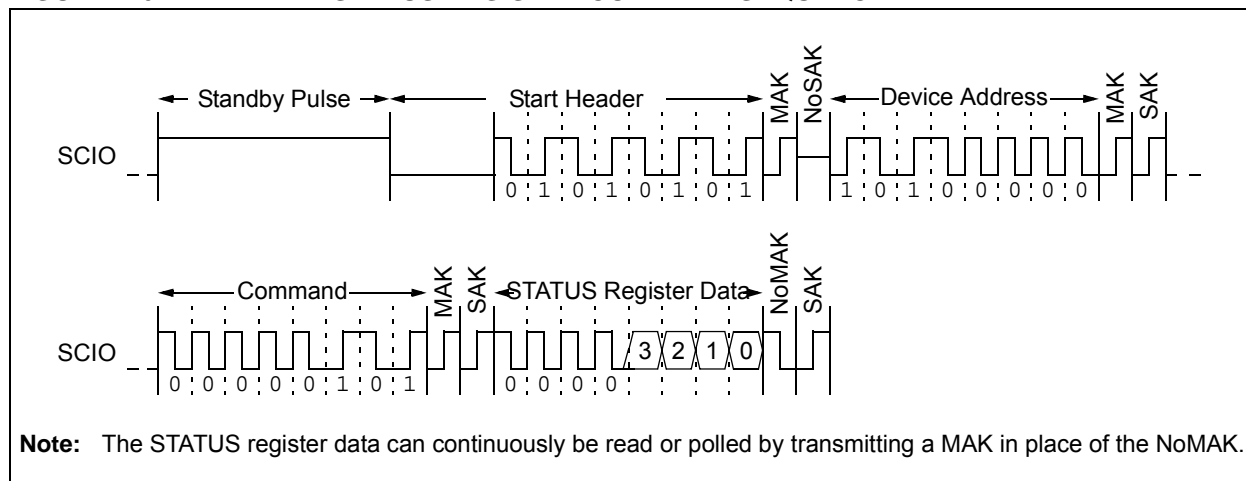 Standby Pulse Start Header MAK NoSAK Device Address MAK SAK
SCIO
0 1 0 1 0 1 0 1 1 0 1 0 0 0 0 0
Command MAK SAK STATUS Register Data NoMAK SAK
SCIO 3 2 1 0
0 0 0 0 0 1 0 1 0 0 0 0
Note: The STATUS register data can continuously be read or polled by transmitting a MAK in place of the NoMAK.